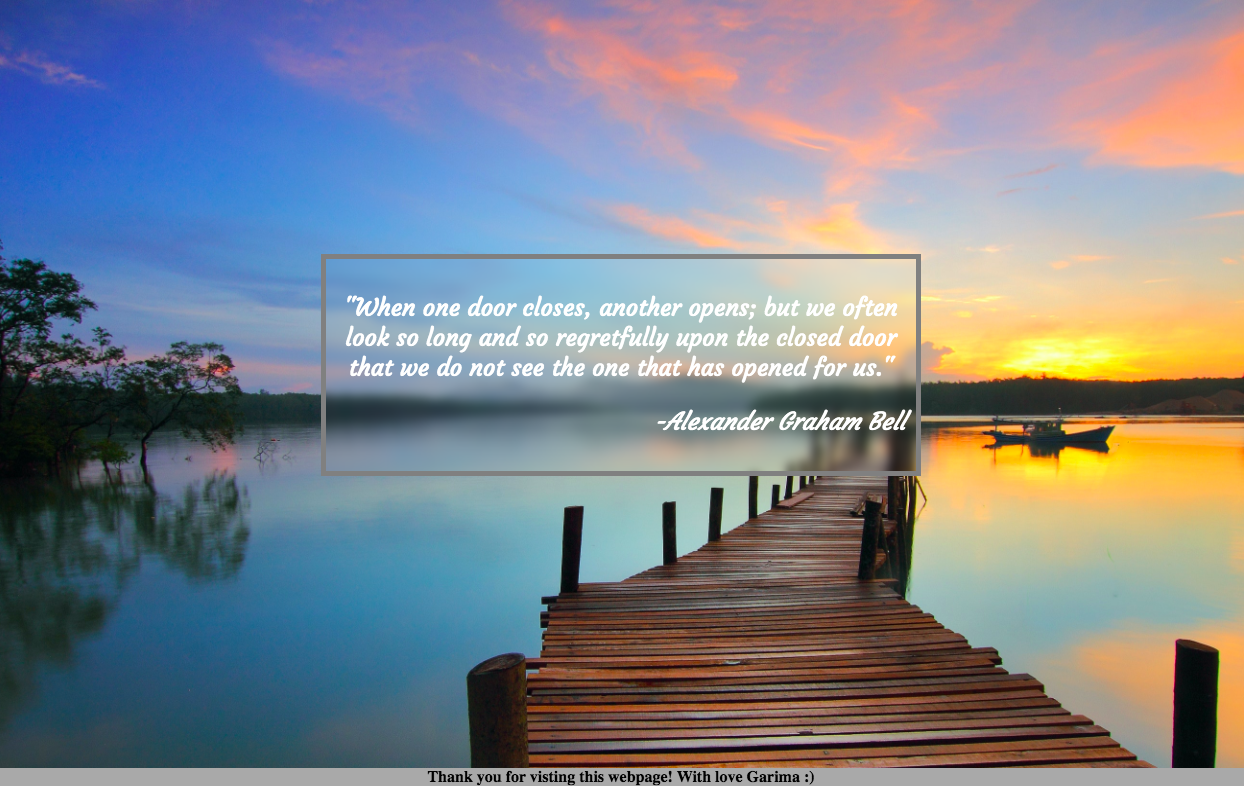 "When one door closes, another opens; but we often
look so long and so regretfully upon the closed door
that we do not see the one that has opened for us."
-Alexander Graham Bell
Thank you for visting this webpage! With love Garima :)